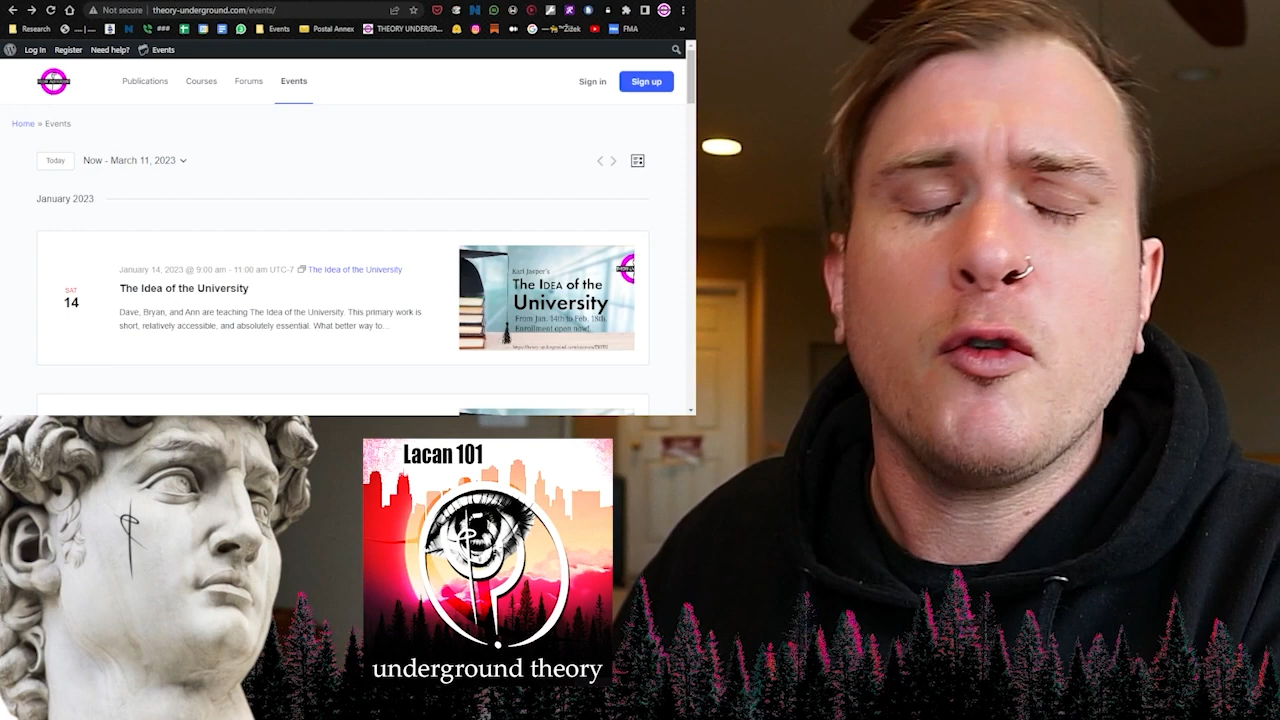 Not secure | theory-underground.com/events/
Research
---- | ----
###
Events
Postal Annex
THEORY UNDERGR...
---🐆Žižek
FMA
»
Log In Register Need help? Events
Publications Courses Forums Events Sign in Sign up
Home » Events
Today Now - March 11, 2023
January 2023
SAT
14
January 14, 2023 @ 9:00 am - 11:00 am UTC-7 The Idea of the University
The Idea of the University
Dave, Bryan, and Ann are teaching The Idea of the University. This primary work is
short, relatively accessible, and absolutely essential. What better way to...
Karl Jasper's
The IDEA of the
University
From Jan. 14th to Feb. 18th.
Enrollment open now!
Lacan 101
underground theory